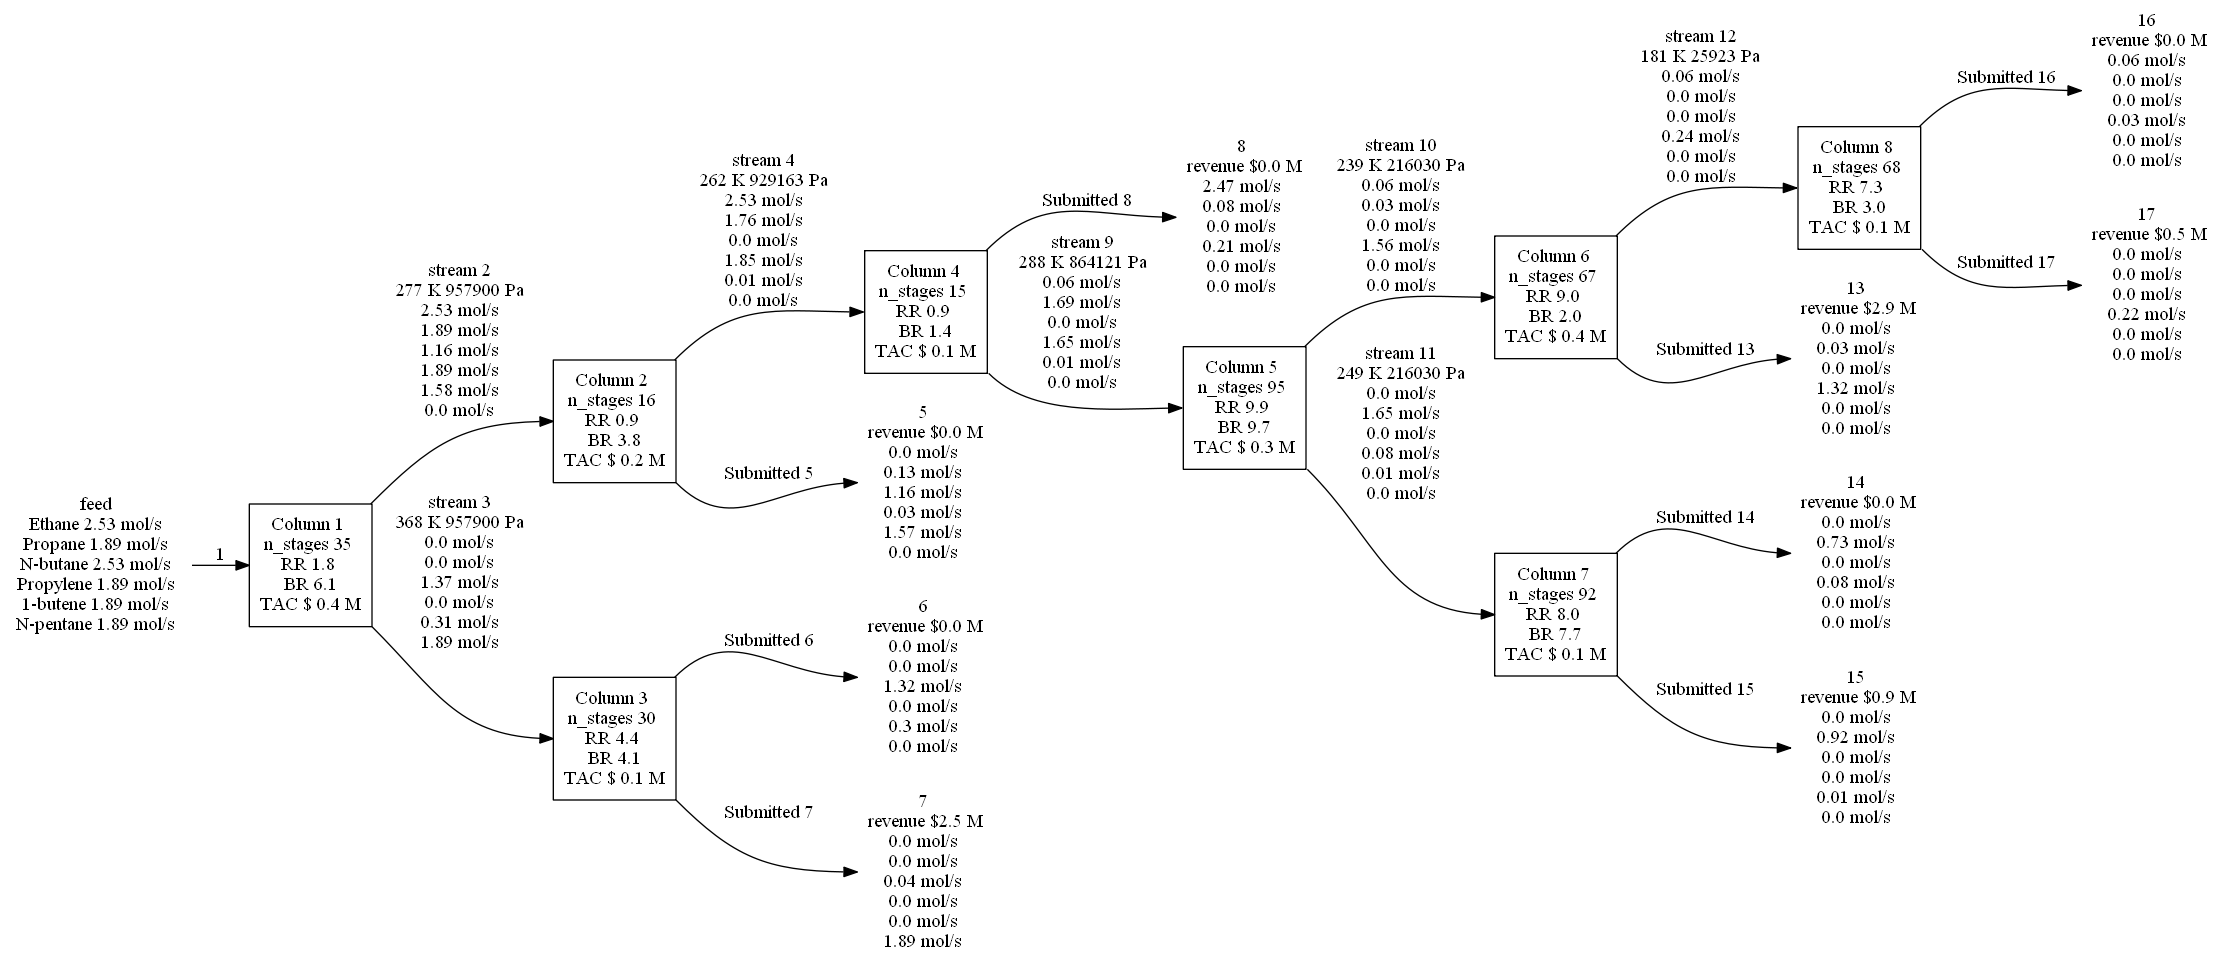 feed
Ethane 2.53 mol/s
Propane 1.89 mol/s
N-butane 2.53 mol/s
Propylene 1.89 mol/s
1-butene 1.89 mol/s
N-pentane 1.89 mol/s
1
Column 1
n_stages 35
RR 1.8
BR 6.1
TAC $ 0.4 M
stream 2
277 K 957900 Pa
2.53 mol/s
1.89 mol/s
1.16 mol/s
1.89 mol/s
1.58 mol/s
0.0 mol/s
stream 3
368 K 957900 Pa
0.0 mol/s
0.0 mol/s
1.37 mol/s
0.0 mol/s
0.31 mol/s
1.89 mol/s
Column 2
n_stages 16
RR 0.9
BR 3.8
TAC $ 0.2 M
Column 3
n_stages 30
RR 4.4
BR 4.1
TAC $ 0.1 M
stream 4
262 K 929163 Pa
2.53 mol/s
1.76 mol/s
0.0 mol/s
1.85 mol/s
0.01 mol/s
0.0 mol/s
Submitted 5
5
revenue $0.0 M
0.0 mol/s
0.13 mol/s
1.16 mol/s
0.03 mol/s
1.57 mol/s
0.0 mol/s
Submitted 6
6
revenue $0.0 M
0.0 mol/s
0.0 mol/s
1.32 mol/s
0.0 mol/s
0.3 mol/s
0.0 mol/s
Submitted 7
7
revenue $2.5 M
0.0 mol/s
0.0 mol/s
0.04 mol/s
0.0 mol/s
0.0 mol/s
1.89 mol/s
Column 4
n_stages 15
RR 0.9
BR 1.4
TAC $ 0.1 M
Submitted 8
8
revenue $0.0 M
2.47 mol/s
0.08 mol/s
0.0 mol/s
0.21 mol/s
0.0 mol/s
0.0 mol/s
stream 9
288 K 864121 Pa
0.06 mol/s
1.69 mol/s
0.0 mol/s
1.65 mol/s
0.01 mol/s
0.0 mol/s
Column 5
n_stages 95
RR 9.9
BR 9.7
TAC $ 0.3 M
stream 10
239 K 216030 Pa
0.06 mol/s
0.03 mol/s
0.0 mol/s
1.56 mol/s
0.0 mol/s
0.0 mol/s
stream 11
249 K 216030 Pa
0.0 mol/s
1.65 mol/s
0.0 mol/s
0.08 mol/s
0.01 mol/s
0.0 mol/s
Column 6
n_stages 67
RR 9.0
BR 2.0
TAC $ 0.4 M
Column 7
n_stages 92
RR 8.0
BR 7.7
TAC $ 0.1 M
stream 12
181 K 25923 Pa
0.06 mol/s
0.0 mol/s
0.0 mol/s
0.24 mol/s
0.0 mol/s
0.0 mol/s
Submitted 13
13
revenue $2.9 M
0.0 mol/s
0.03 mol/s
0.0 mol/s
1.32 mol/s
0.0 mol/s
0.0 mol/s
Submitted 14
14
revenue $0.0 M
0.0 mol/s
0.73 mol/s
0.0 mol/s
0.08 mol/s
0.0 mol/s
0.0 mol/s
Submitted 15
15
revenue $0.9 M
0.0 mol/s
0.92 mol/s
0.0 mol/s
0.0 mol/s
0.01 mol/s
0.0 mol/s
Column 8
n_stages 68
RR 7.3
BR 3.0
TAC $ 0.1 M
Submitted 16
16
revenue $0.0 M
0.06 mol/s
0.0 mol/s
0.0 mol/s
0.03 mol/s
0.0 mol/s
0.0 mol/s
Submitted 17
17
revenue $0.5 M
0.0 mol/s
0.0 mol/s
0.0 mol/s
0.22 mol/s
0.0 mol/s
0.0 mol/s